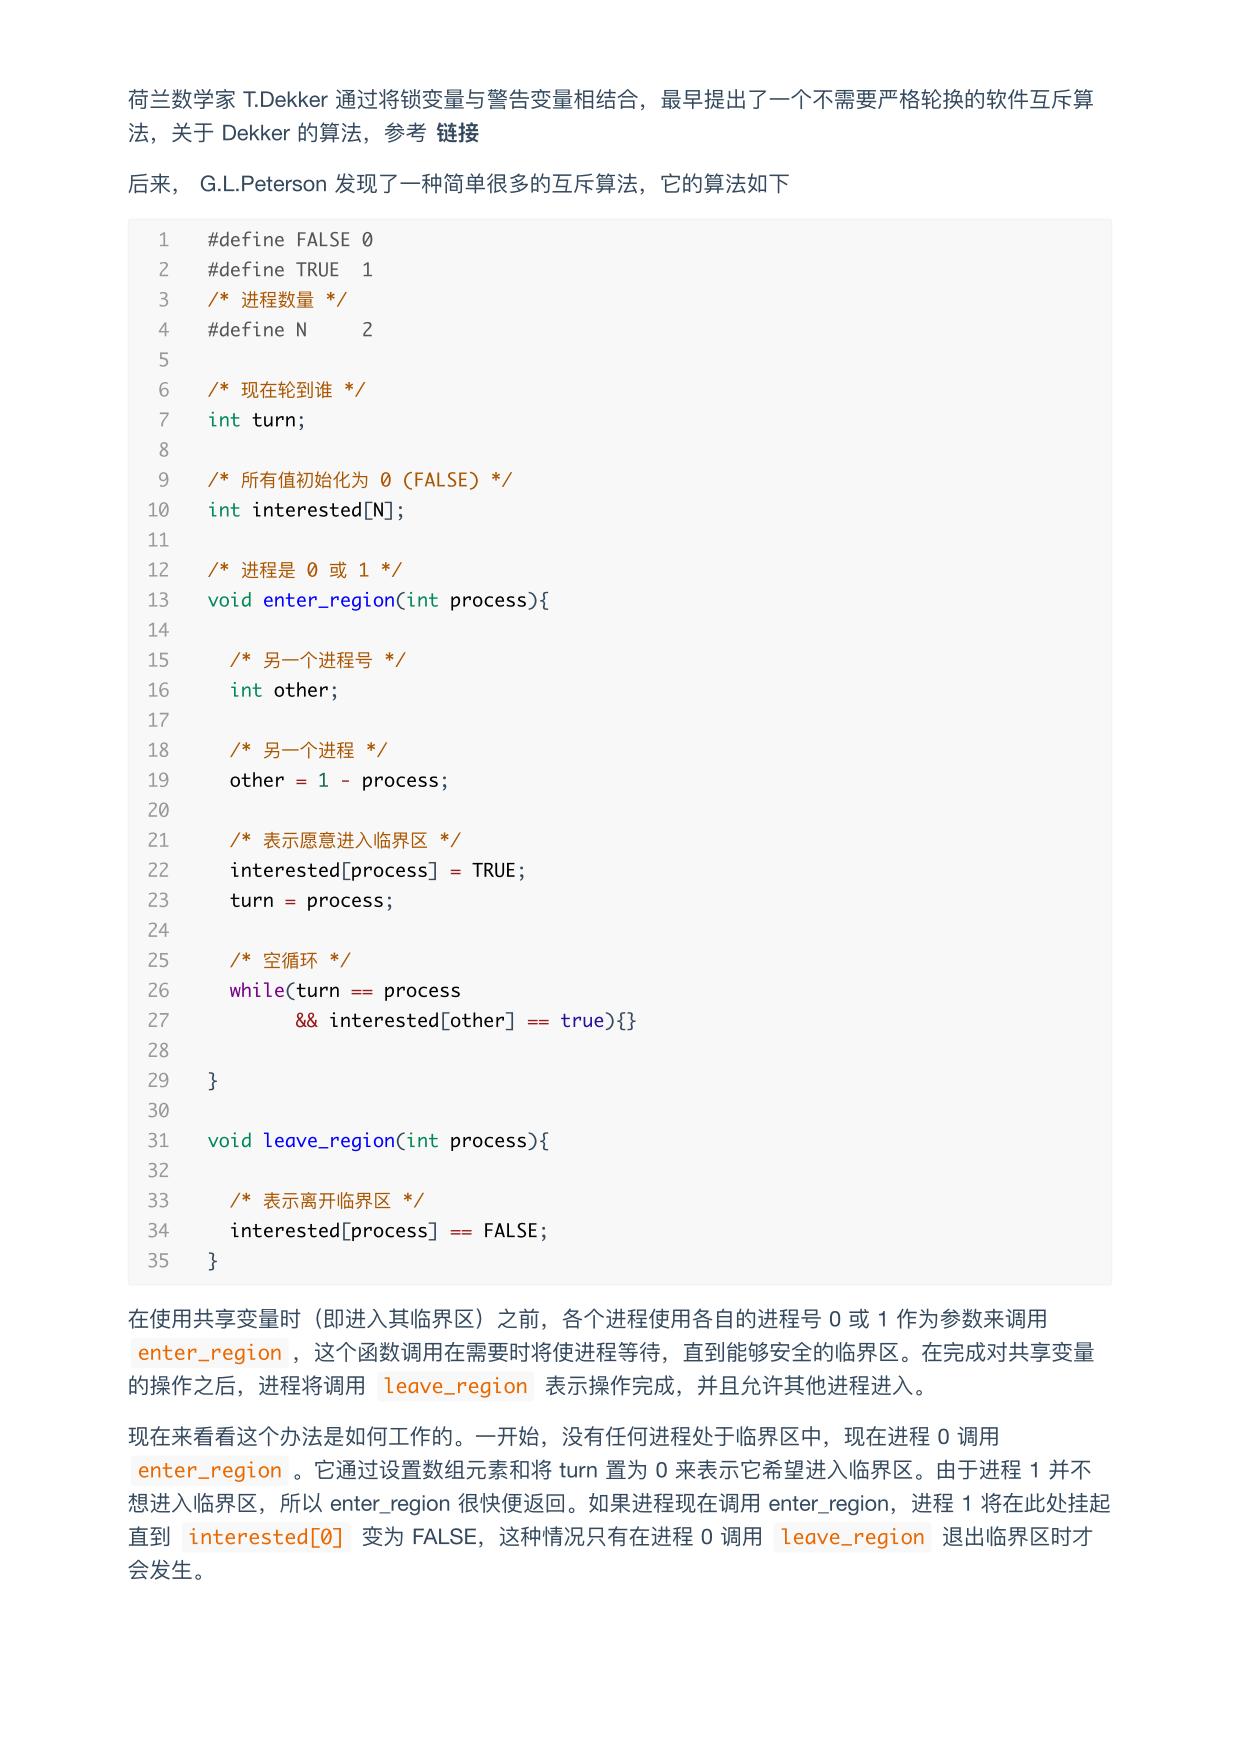 荷兰数学家 T.Dekker 通过将锁变量与警告变量相结合，最早提出了一个不需要严格轮换的软件互斥算
法，关于 Dekker 的算法，参考 链接
后来， G.L.Peterson 发现了一种简单很多的互斥算法，它的算法如下
1 #define FALSE 0
2 #define TRUE  1
3 /* 进程数量 */
4 #define N     2
5
6 /* 现在轮到谁 */
7 int turn;
8
9 /* 所有值初始化为 0 (FALSE) */
10 int interested[N];
11
12 /* 进程是 0 或 1 */
13 void enter_region(int process){
14
15   /* 另一个进程号 */
16   int other;
17
18   /* 另一个进程 */
19   other = 1 - process;
20
21   /* 表示愿意进入临界区 */
22   interested[process] = TRUE;
23   turn = process;
24
25   /* 空循环 */
26   while(turn == process
27         && interested[other] == true){}
28
29 }
30
31 void leave_region(int process){
32
33   /* 表示离开临界区 */
34   interested[process] == FALSE;
35 }
在使用共享变量时（即进入其临界区）之前，各个进程使用各自的进程号 0 或 1 作为参数来调用
enter_region ，这个函数调用在需要时将使进程等待，直到能够安全的临界区。在完成对共享变量
的操作之后，进程将调用 leave_region 表示操作完成，并且允许其他进程进入。
现在来看看这个办法是如何工作的。一开始，没有任何进程处于临界区中，现在进程 0 调用
enter_region 。它通过设置数组元素和将 turn 置为 0 来表示它希望进入临界区。由于进程 1 并不
想进入临界区，所以 enter_region 很快便返回。如果进程现在调用 enter_region，进程 1 将在此处挂起
直到 interested[0] 变为 FALSE，这种情况只有在进程 0 调用 leave_region 退出临界区时才
会发生。